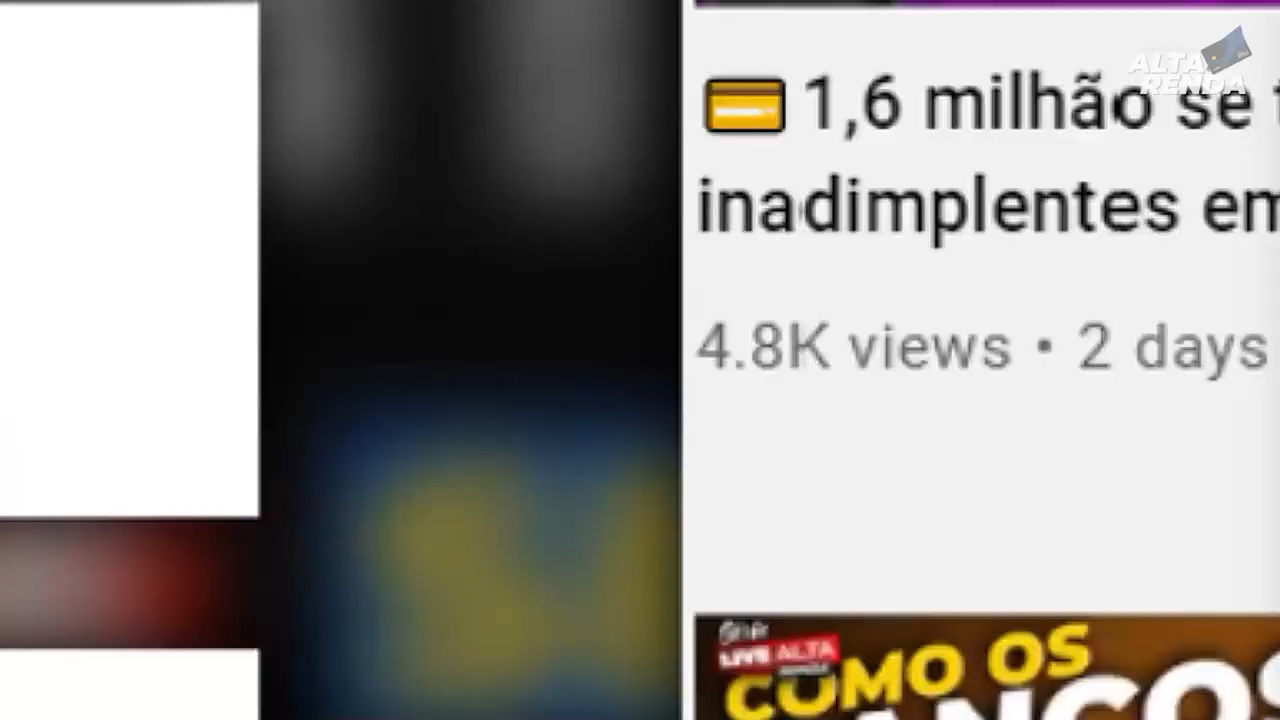 ALTA
RENDA
💳 1,6 milhão se
inadimplentes em
4.8K views • 2 days
LIVE ALTA
COMO OS